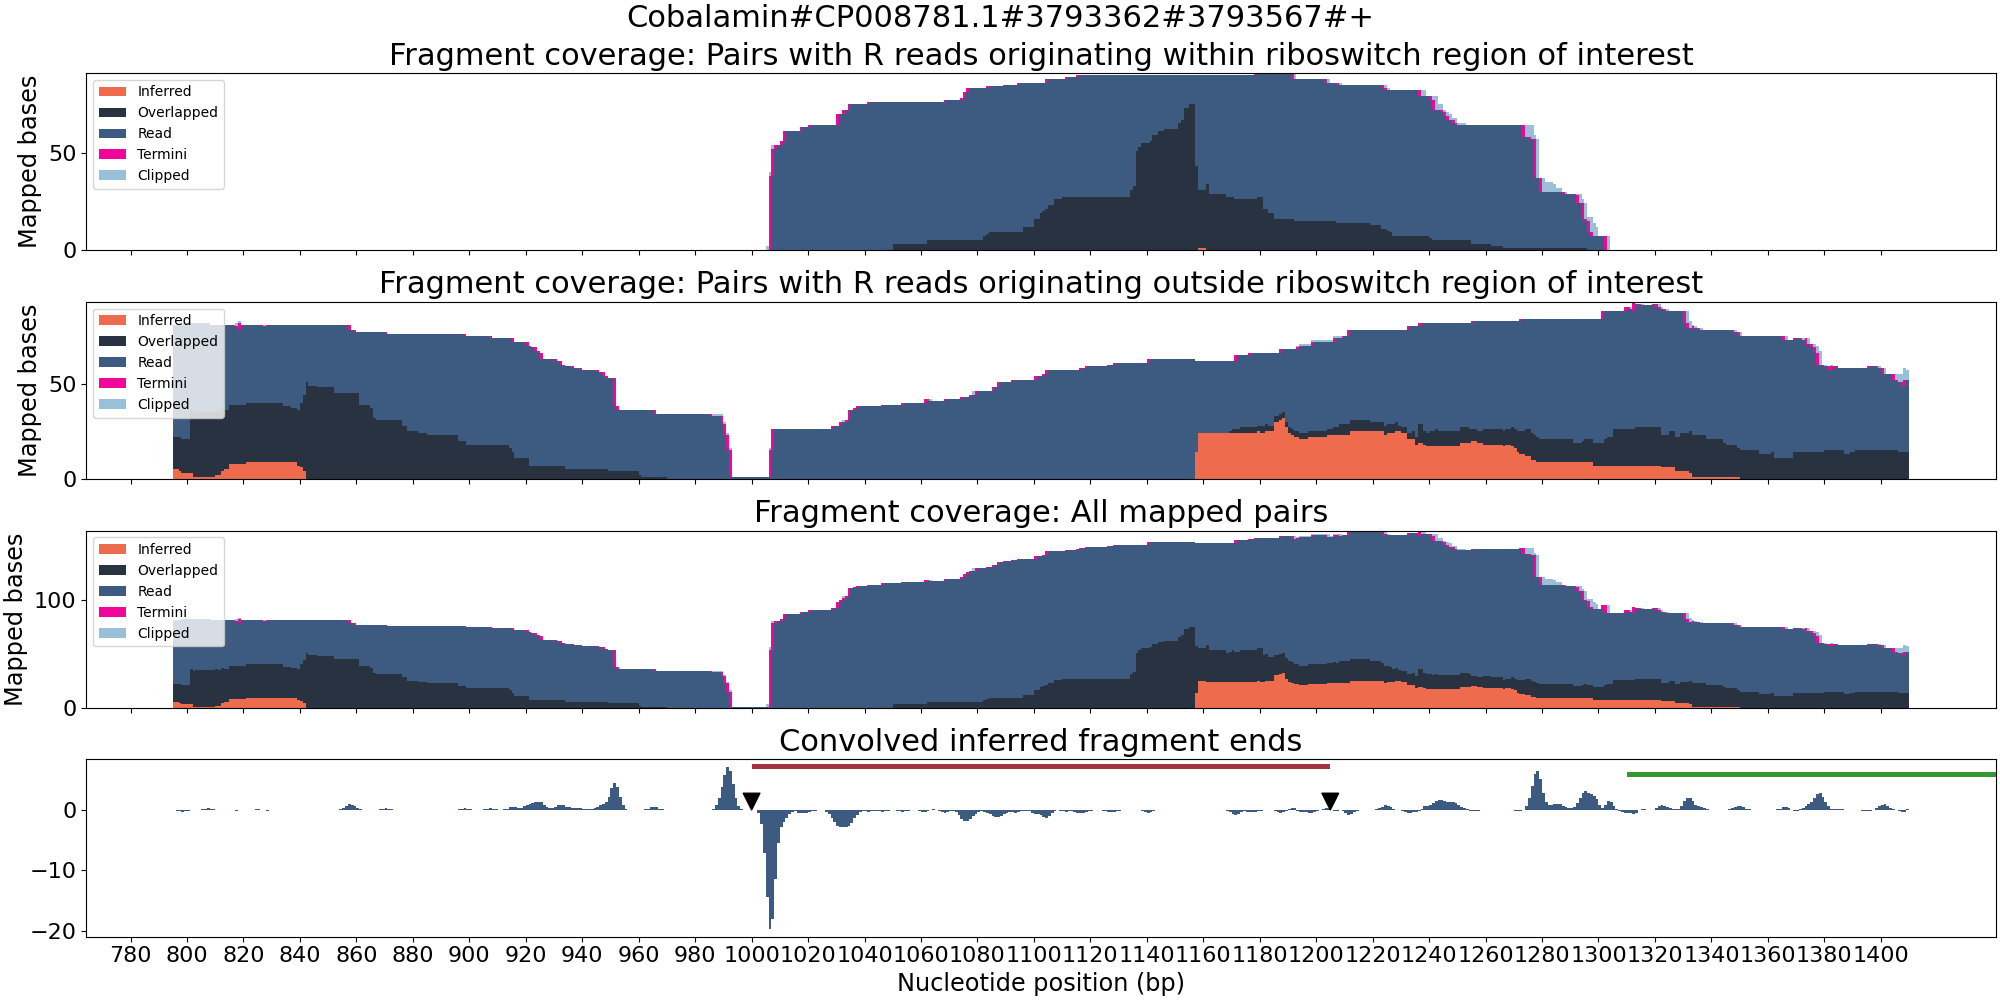 Cobalamin#CP008781.1#3793362#3793567#+
Fragment coverage: Pairs with R reads originating within riboswitch region of interest
Mapped bases
50
0
Inferred
Overlapped
Read
Termini
Clipped
Fragment coverage: Pairs with R reads originating outside riboswitch region of interest
Mapped bases
50
0
Inferred
Overlapped
Read
Termini
Clipped
Fragment coverage: All mapped pairs
Mapped bases
100
0
Inferred
Overlapped
Read
Termini
Clipped
Convolved inferred fragment ends
0
−10
−20
780 800 820 840 860 880 900 920 940 960 980 1000 1020 1040 1060 1080 1100 1120 1140 1160 1180 1200 1220 1240 1260 1280 1300 1320 1340 1360 1380 1400
Nucleotide position (bp)